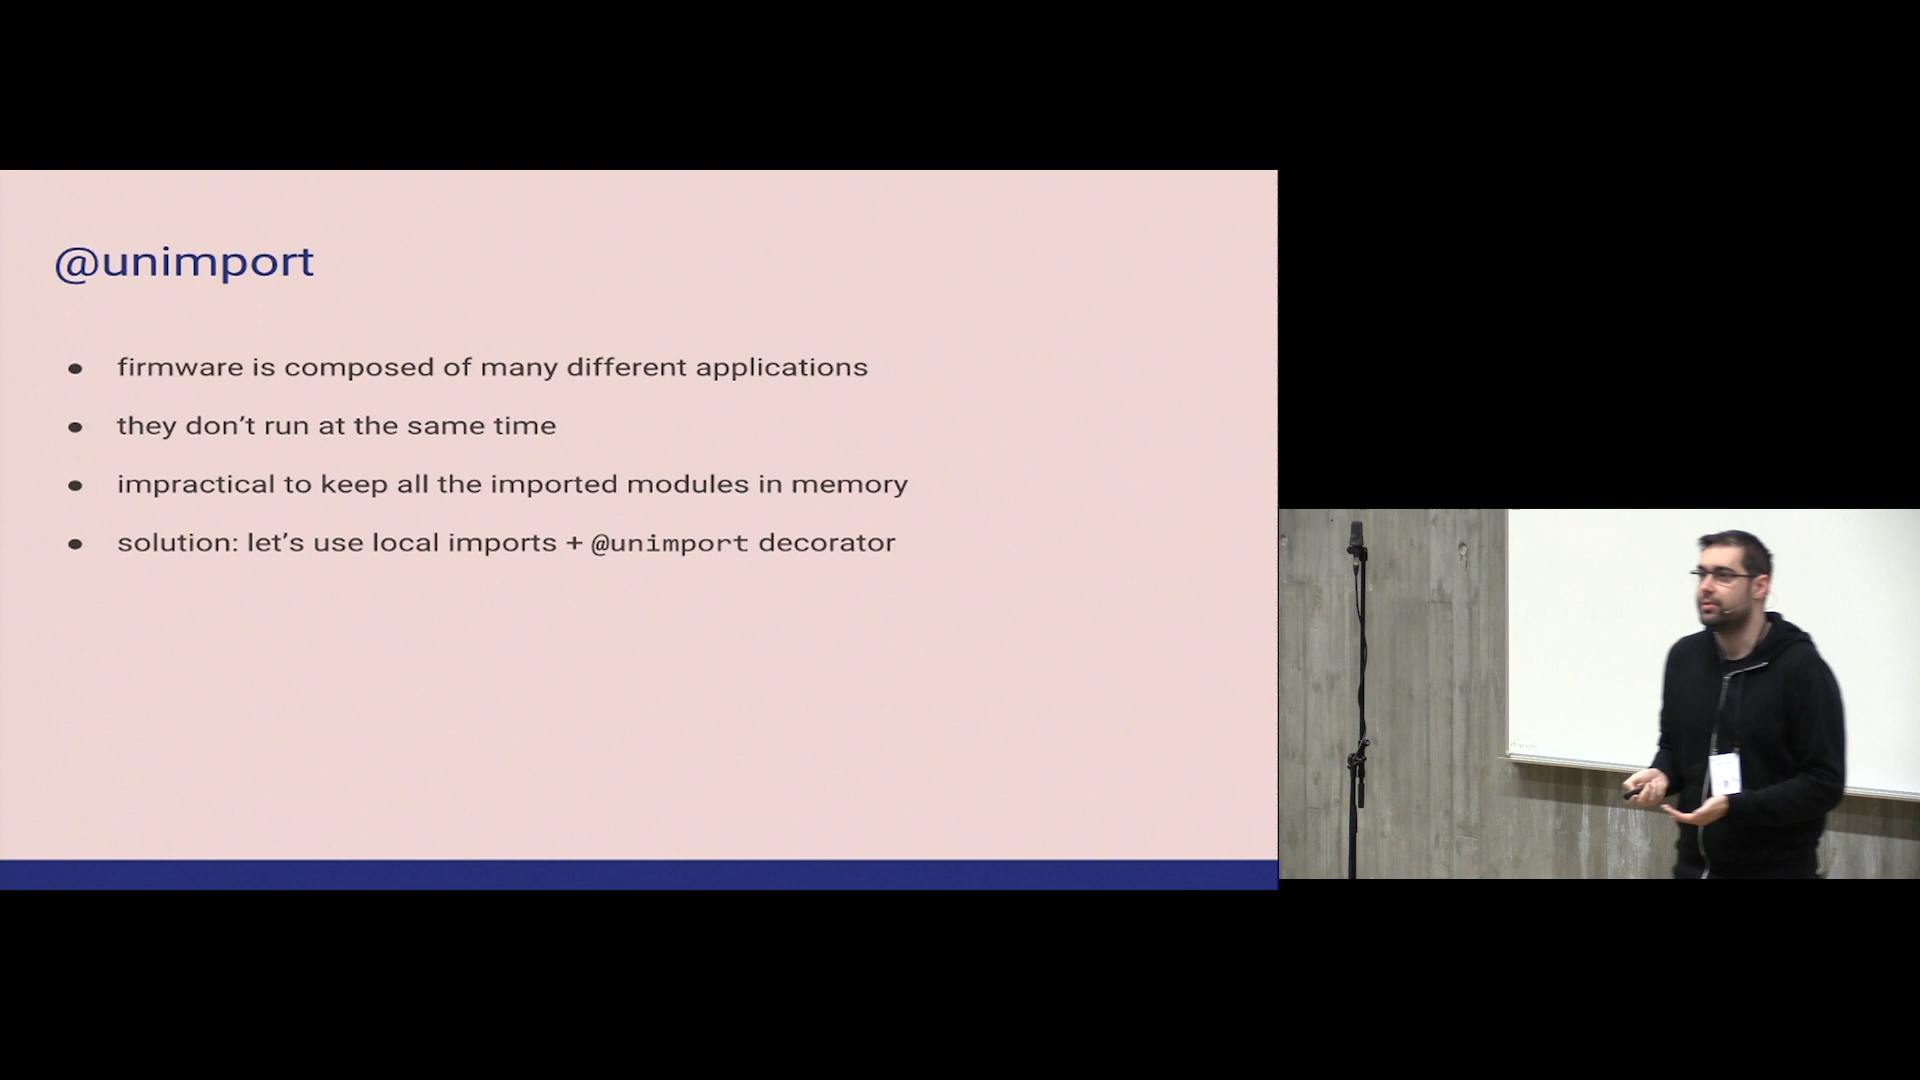 @unimport
● firmware is composed of many different applications
● they don’t run at the same time
● impractical to keep all the imported modules in memory
● solution: let’s use local imports + @unimport decorator